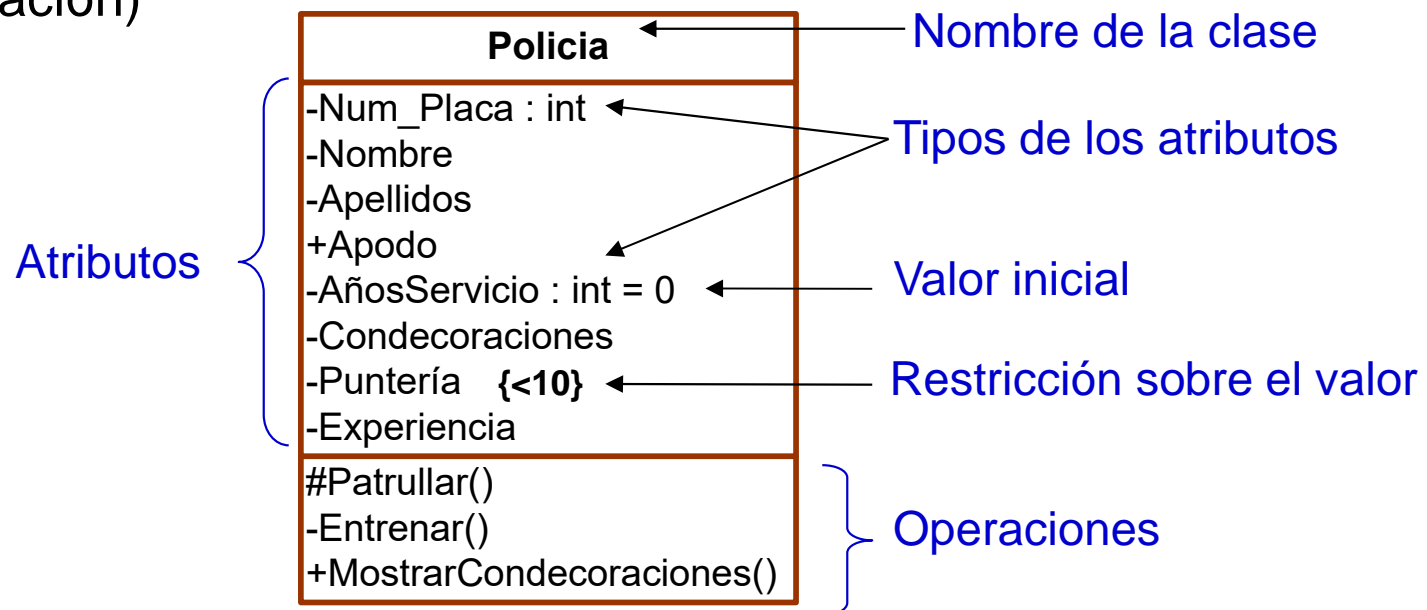 ación)
Policia
Nombre de la clase
-Num_Placa : int
-Nombre
-Apellidos
+Apodo
-AñosServicio : int = 0
-Condecoraciones
-Puntería {<10}
-Experiencia
Atributos
Tipos de los atributos
Valor inicial
Restricción sobre el valor
#Patrullar()
-Entrenar()
+MostrarCondecoraciones()
Operaciones